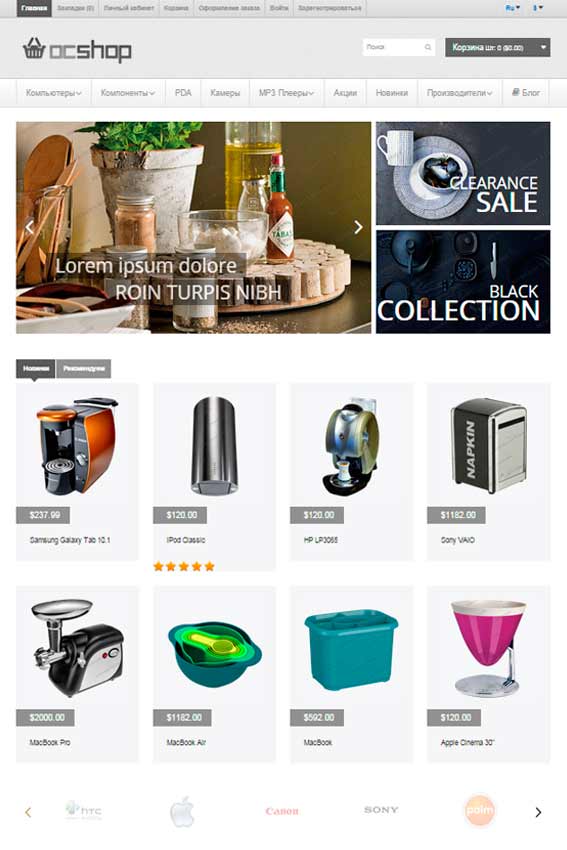 Главная Закладки (0) Личный кабинет Корзина Оформление заказа Войти Зарегистрироваться Ru $
ocshop
Поиск
Корзина шт: 0 ($0.00)
Компьютеры Компоненты PDA Камеры MP3 Плееры Акции Новинки Производители Блог
Lorem ipsum dolore
ROIN TURPIS NIBH
TABASCO
CLEARANCE
SALE
BLACK
COLLECTION
Новинки Рекомендуем
NAPKIN
$237.99 $120.00 $120.00 $1182.00
Samsung Galaxy Tab 10.1 iPod Classic HP LP3065 Sony VAIO
$2000.00 $1182.00 $592.00 $120.00
MacBook Pro MacBook Air MacBook Apple Cinema 30"
hTC Canon SONY palm